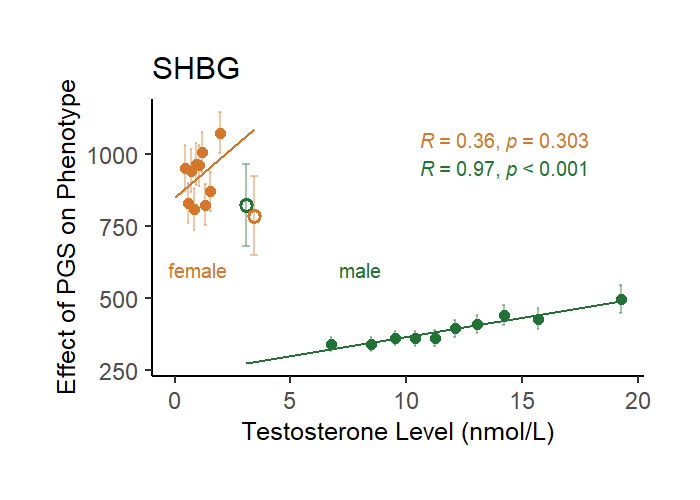 SHBG
Effect of PGS on Phenotype
R = 0.36, p = 0.303
R = 0.97, p < 0.001
1000
750
500
250
female
male
0 5 10 15 20
Testosterone Level (nmol/L)